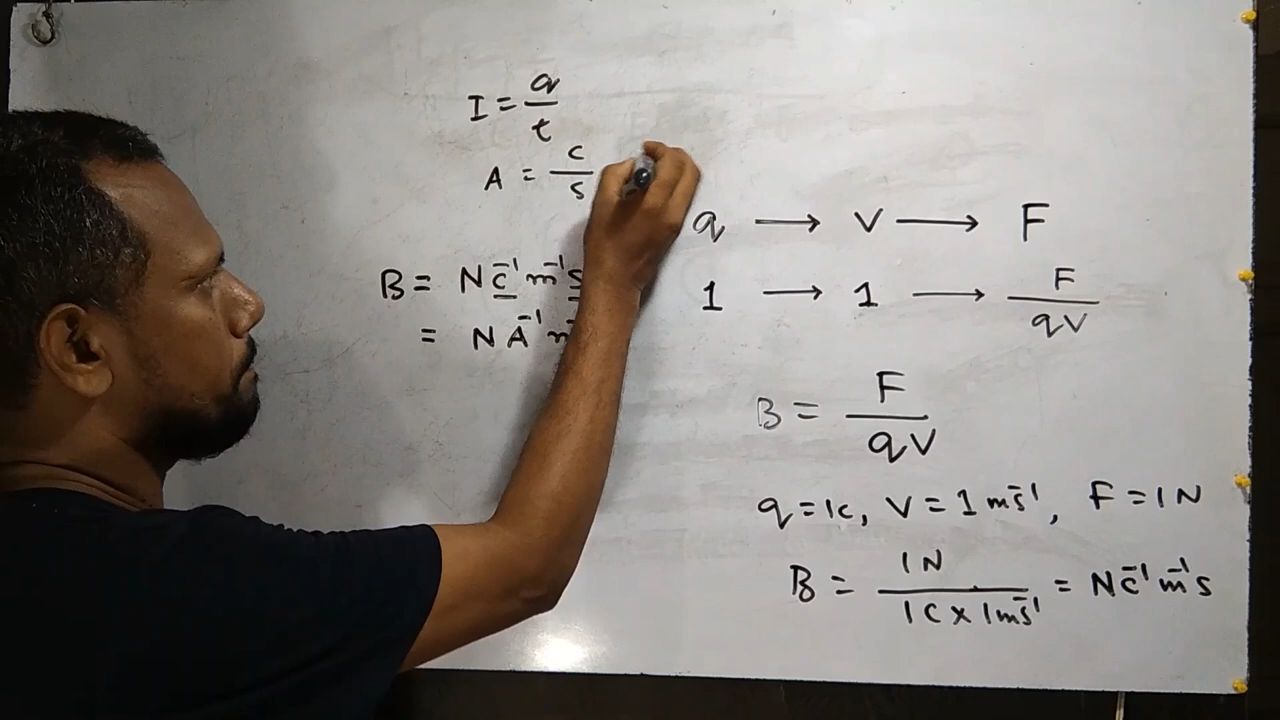 I = q/t
A = C/S
B = N C⁻¹ m⁻¹ S
= N A⁻¹ m⁻
q → V → F
1 → 1 → F/qV
B = F/qV
q = 1C, V = 1 mS⁻¹, F = 1N
B = 1N/1C × 1mS⁻¹ = N C⁻¹ m⁻¹ S